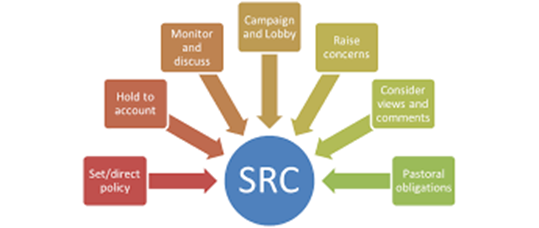 Campaign
and Lobby
Monitor
and
discuss
Raise
concerns
Hold to
account
Consider
views and
comments
Set/direct
policy
SRC
Pastoral
obligations